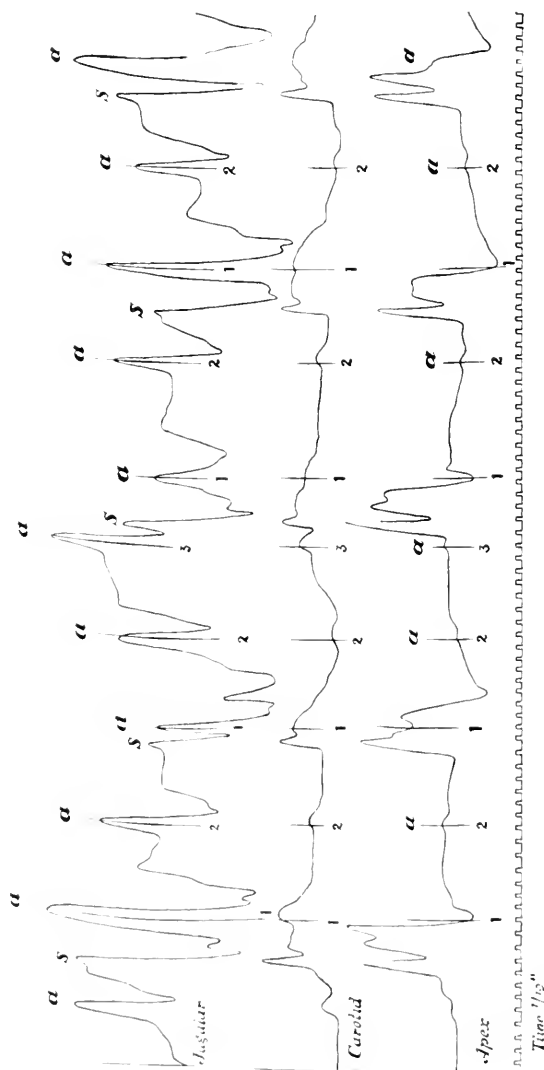 a s a a s a a a s a a s a a s a
1 2 1 2 3 1 2 1 2
Jugular
1 2 1 2 3 1 2 1 2
Carotid
a a a a a a
1 2 1 2 3 1 2 1 2
Apex
Time 1/10"